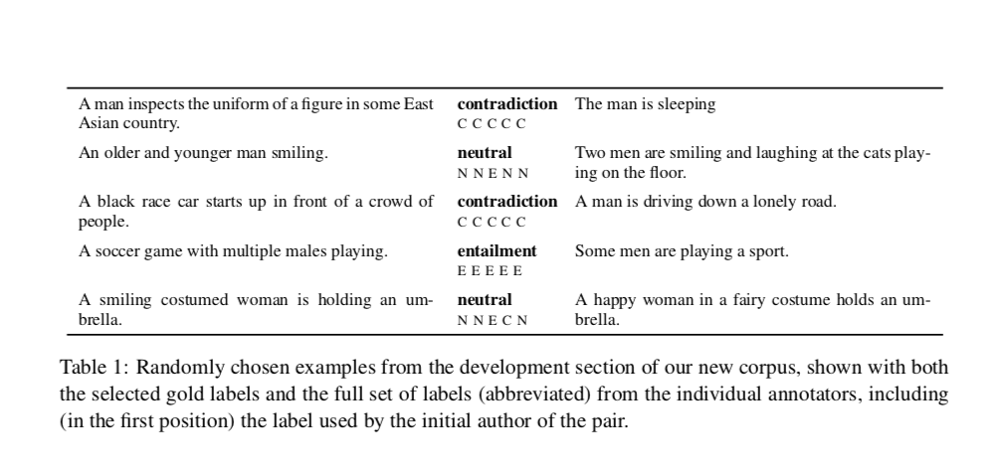 A man inspects the uniform of a figure in some East
Asian country.
contradiction
C C C C C
The man is sleeping
An older and younger man smiling.
neutral
N N E N N
Two men are smiling and laughing at the cats play-
ing on the floor.
A black race car starts up in front of a crowd of
people.
contradiction
C C C C C
A man is driving down a lonely road.
A soccer game with multiple males playing.
entailment
E E E E E
Some men are playing a sport.
A smiling costumed woman is holding an um-
brella.
neutral
N N E C N
A happy woman in a fairy costume holds an um-
brella.
Table 1: Randomly chosen examples from the development section of our new corpus, shown with both
the selected gold labels and the full set of labels (abbreviated) from the individual annotators, including
(in the first position) the label used by the initial author of the pair.